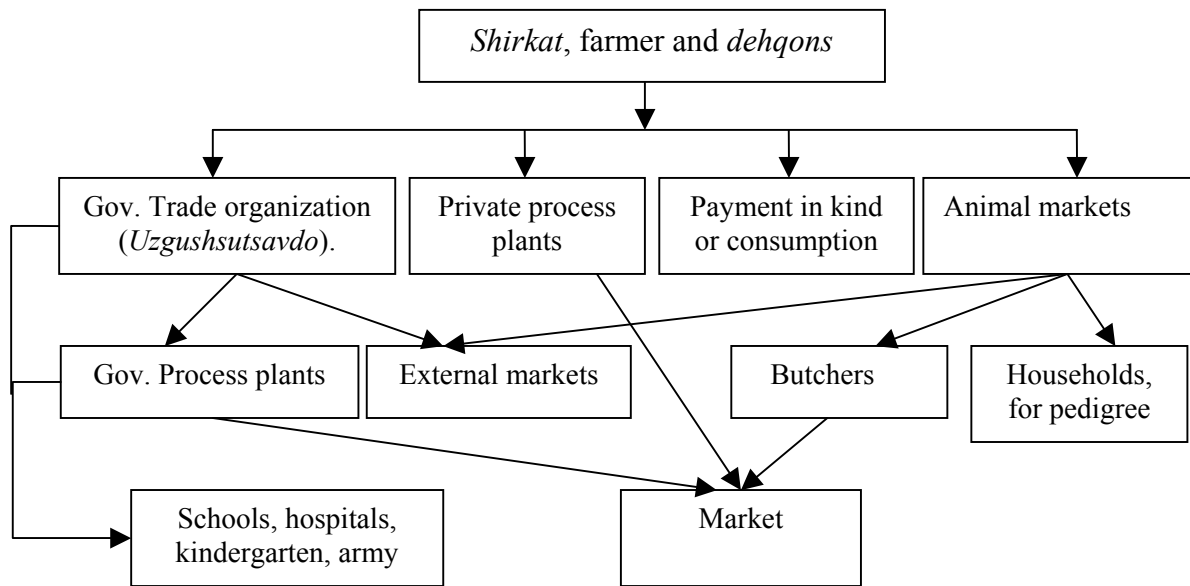 Shirkat, farmer and dehqons
Gov. Trade organization
(Uzgushsutsavdo).
Private process
plants
Payment in kind
or consumption
Animal markets
Gov. Process plants
External markets
Butchers
Households,
for pedigree
Schools, hospitals,
kindergarten, army
Market